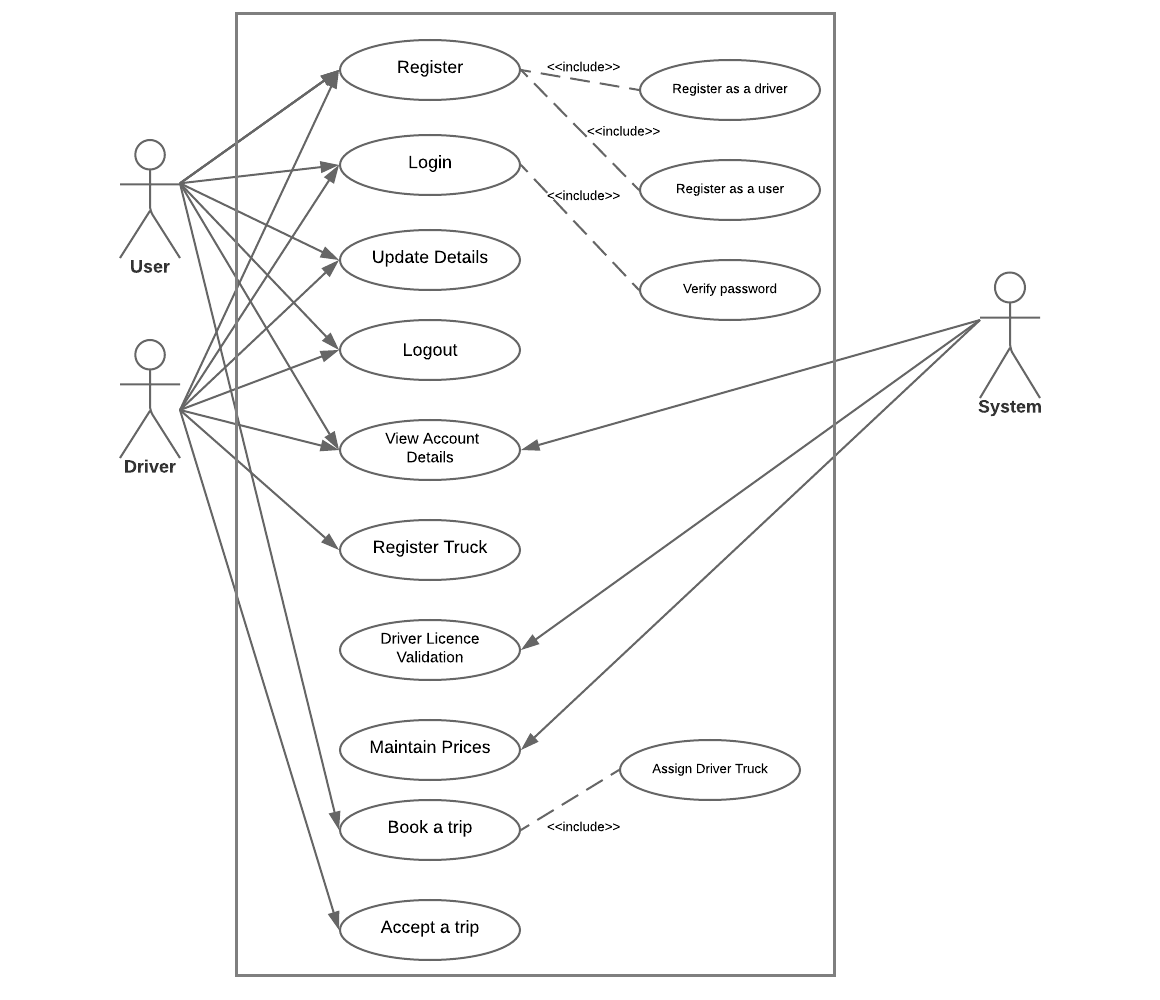 Register
<<include>>
Register as a driver
<<include>>
Login
Register as a user
<<include>>
User
Update Details
Verify password
Logout
System
View Account
Details
Driver
Register Truck
Driver Licence
Validation
Maintain Prices
Assign Driver Truck
Book a trip
<<include>>
Accept a trip